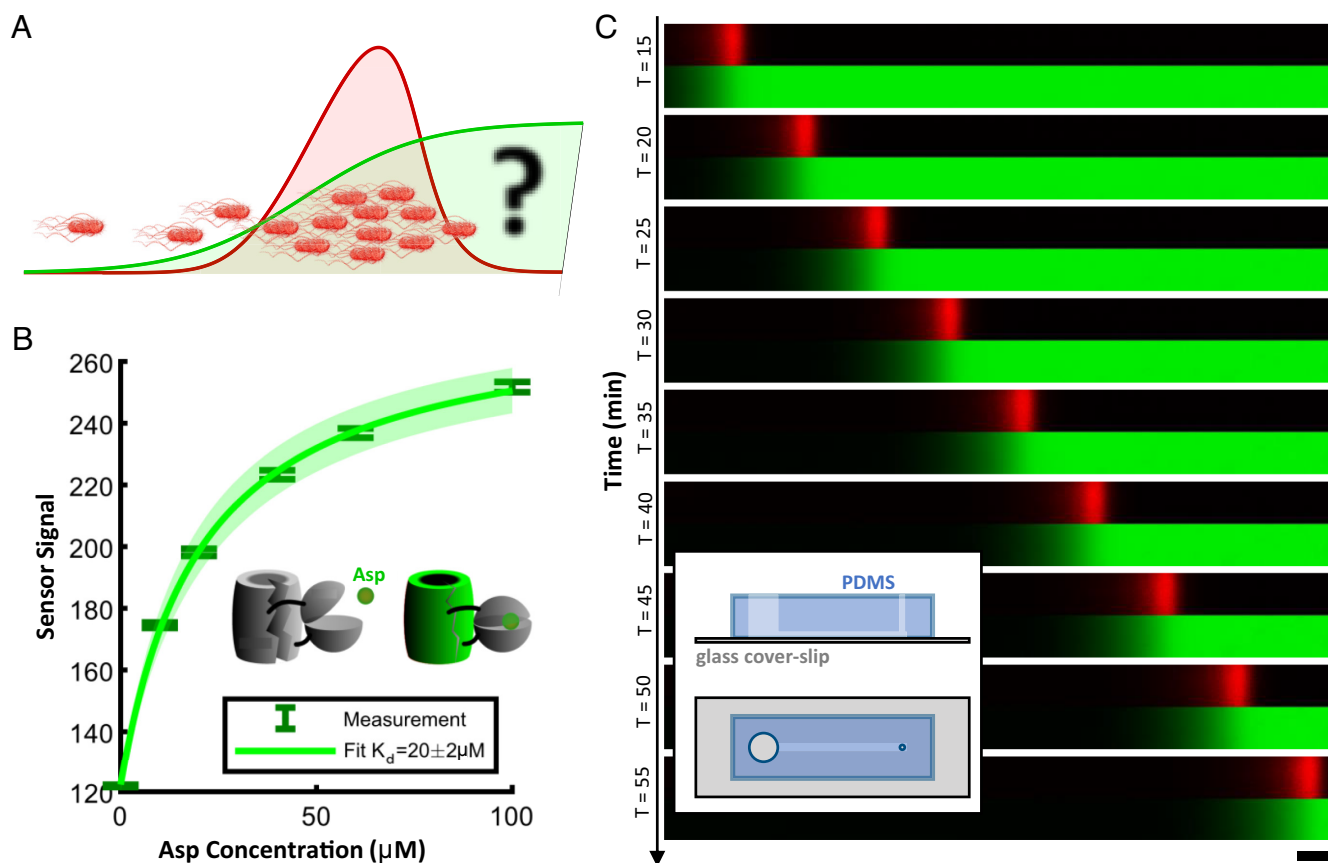 A
?
B
Sensor Signal
260
240
220
200
180
160
140
120
0
50
100
Asp Concentration (µM)
Asp
Measurement
Fit K_d=20±2µM
C
Time (min)
T = 15
T = 20
T = 25
T = 30
T = 35
T = 40
T = 45
T = 50
T = 55
PDMS
glass cover-slip